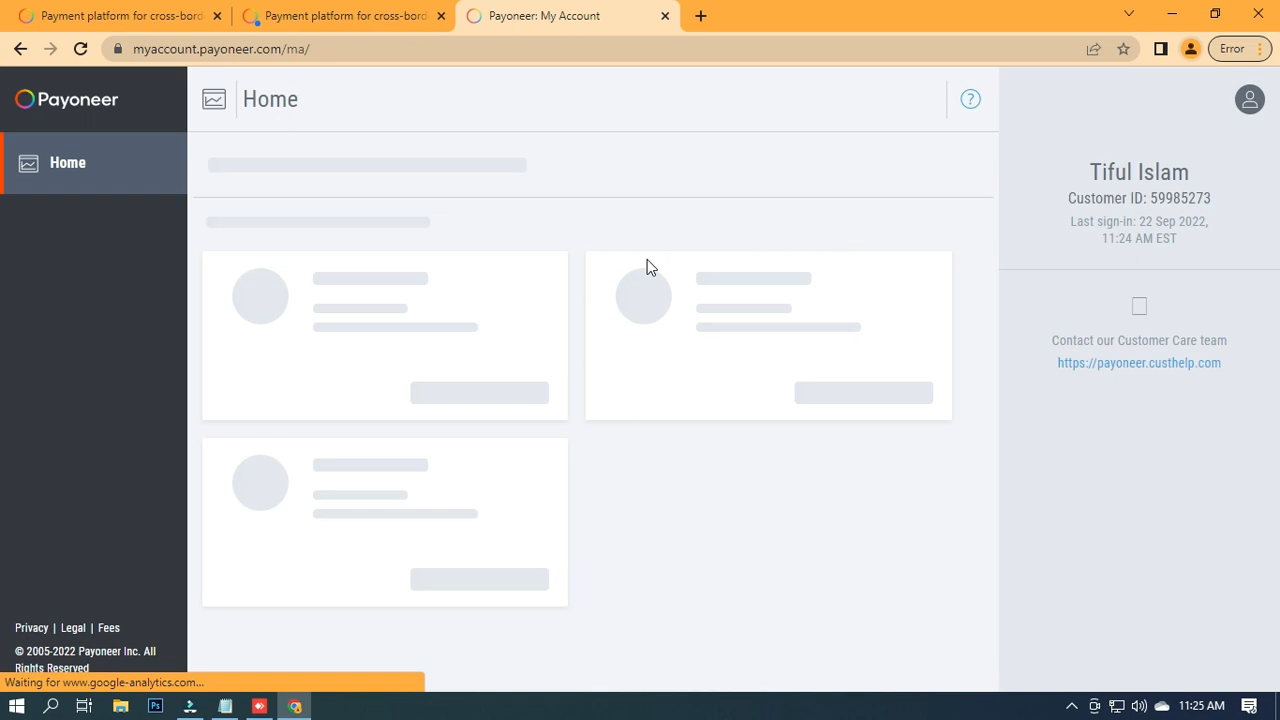 Payment platform for cross-bord
Payment platform for cross-bord
Payoneer: My Account
myaccount.payoneer.com/ma/
Error
Payoneer
Home
?
Home
Tiful Islam
Customer ID: 59985273
Last sign-in: 22 Sep 2022,
11:24 AM EST
Contact our Customer Care team
https://payoneer.custhelp.com
Privacy | Legal | Fees
© 2005-2022 Payoneer Inc. All
Rights Reserved
Waiting for www.google-analytics.com...
Ps
11:25 AM